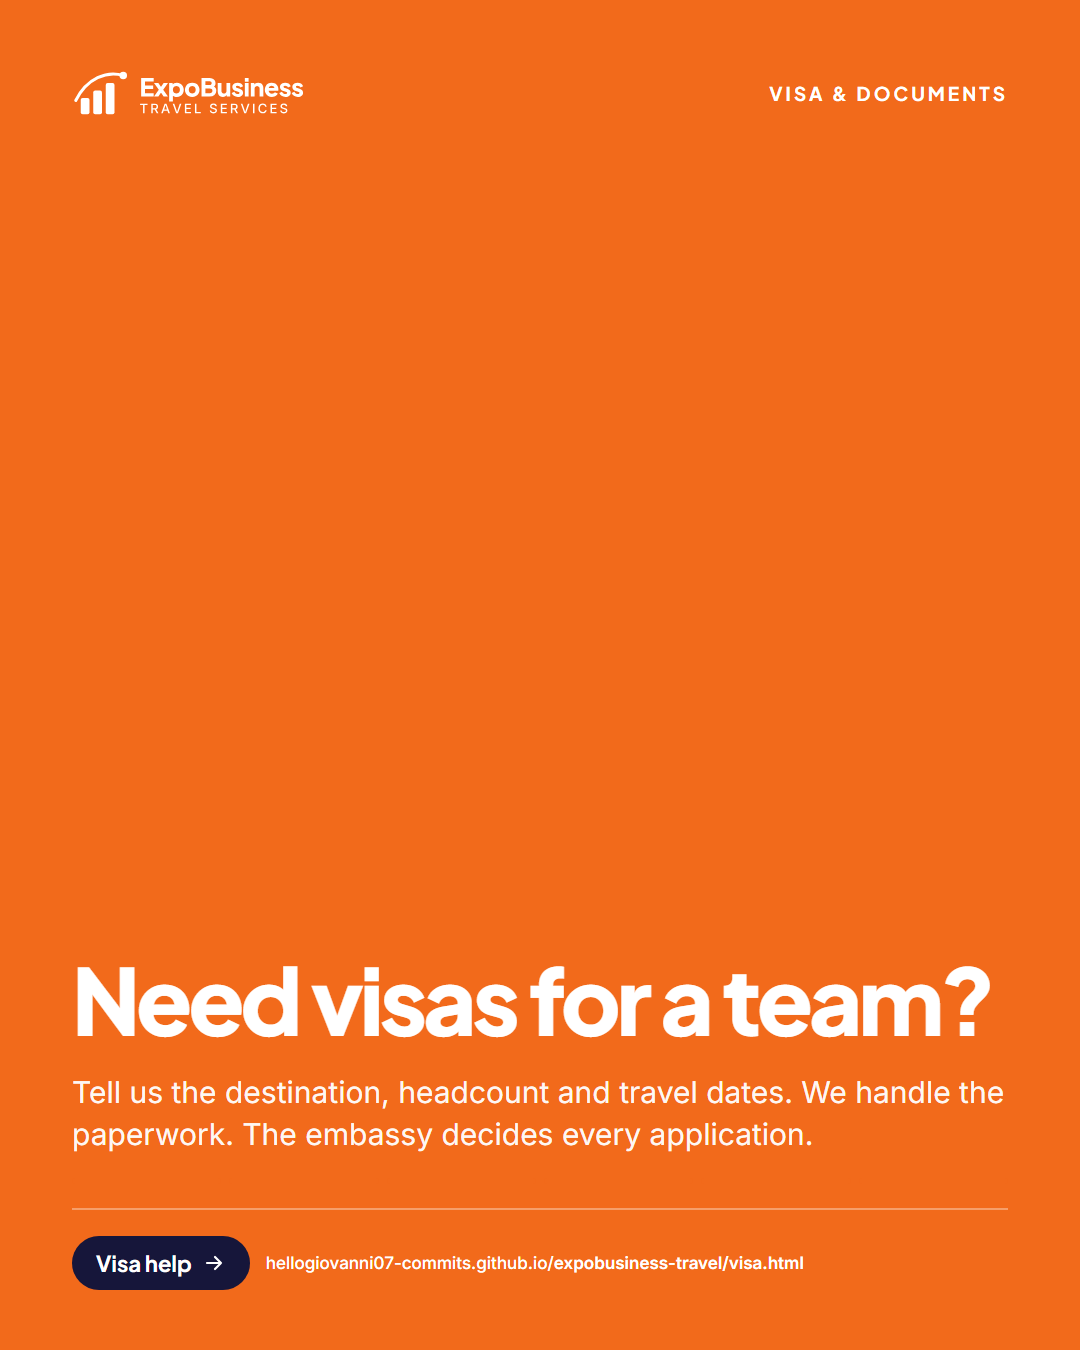 ExpoBusiness
TRAVEL SERVICES
VISA & DOCUMENTS
Need visas for a team?
Tell us the destination, headcount and travel dates. We handle the
paperwork. The embassy decides every application.
Visa help →
hellogiovanni07-commits.github.io/expobusiness-travel/visa.html